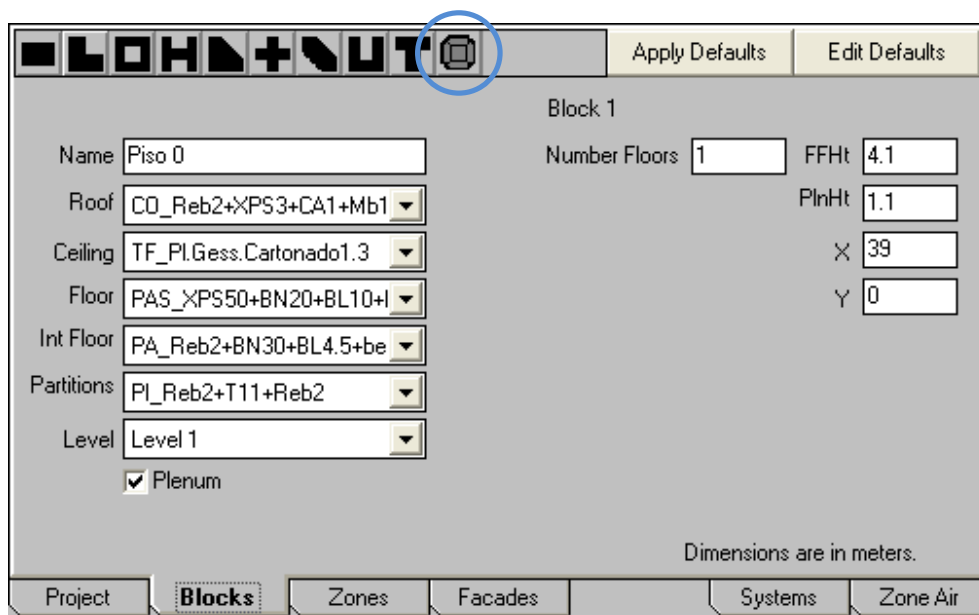 Apply Defaults Edit Defaults
Block 1
Name Piso 0 Number Floors 1 FFHt 4.1
Roof CO_Reb2+XPS3+CA1+Mb1 PlnHt 1.1
Ceiling TF_Pl.Gess.Cartonado1.3 X 39
Floor PAS_XPS50+BN20+BL10+I Y 0
Int Floor PA_Reb2+BN30+BL4.5+be
Partitions PI_Reb2+T11+Reb2
Level Level 1
Plenum
Dimensions are in meters.
Project Blocks Zones Facades Systems Zone Air